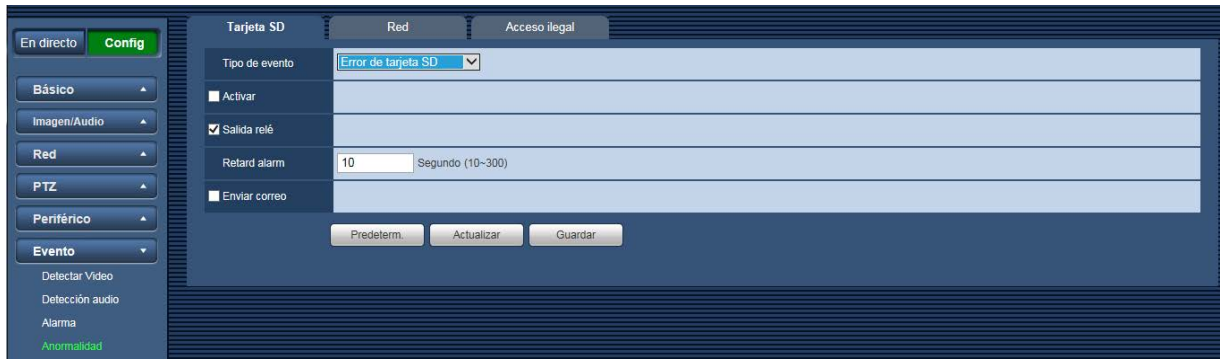 Tarjeta SD Red Acceso ilegal
En directo Config
Tipo de evento Error de tarjeta SD
Básico
Activar
Imagen/Audio
Salida relé
Red
Retard alarm 10 Segundo (10~300)
PTZ
Enviar correo
Periférico
Predeterm. Actualizar Guardar
Evento
Detectar Video
Detección audio
Alarma
Anormalidad